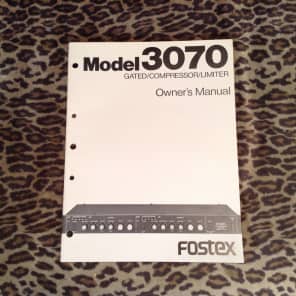 Model 3070
GATED/COMPRESSOR/LIMITER
Owner's Manual
Fostex